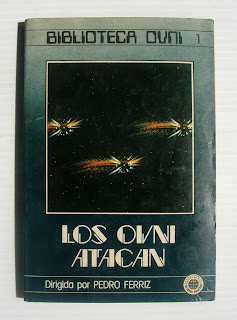 BIBLIOTECA OVNI 1
LOS OVNI
ATACAN
Dirigida por PEDRO FERRIZ